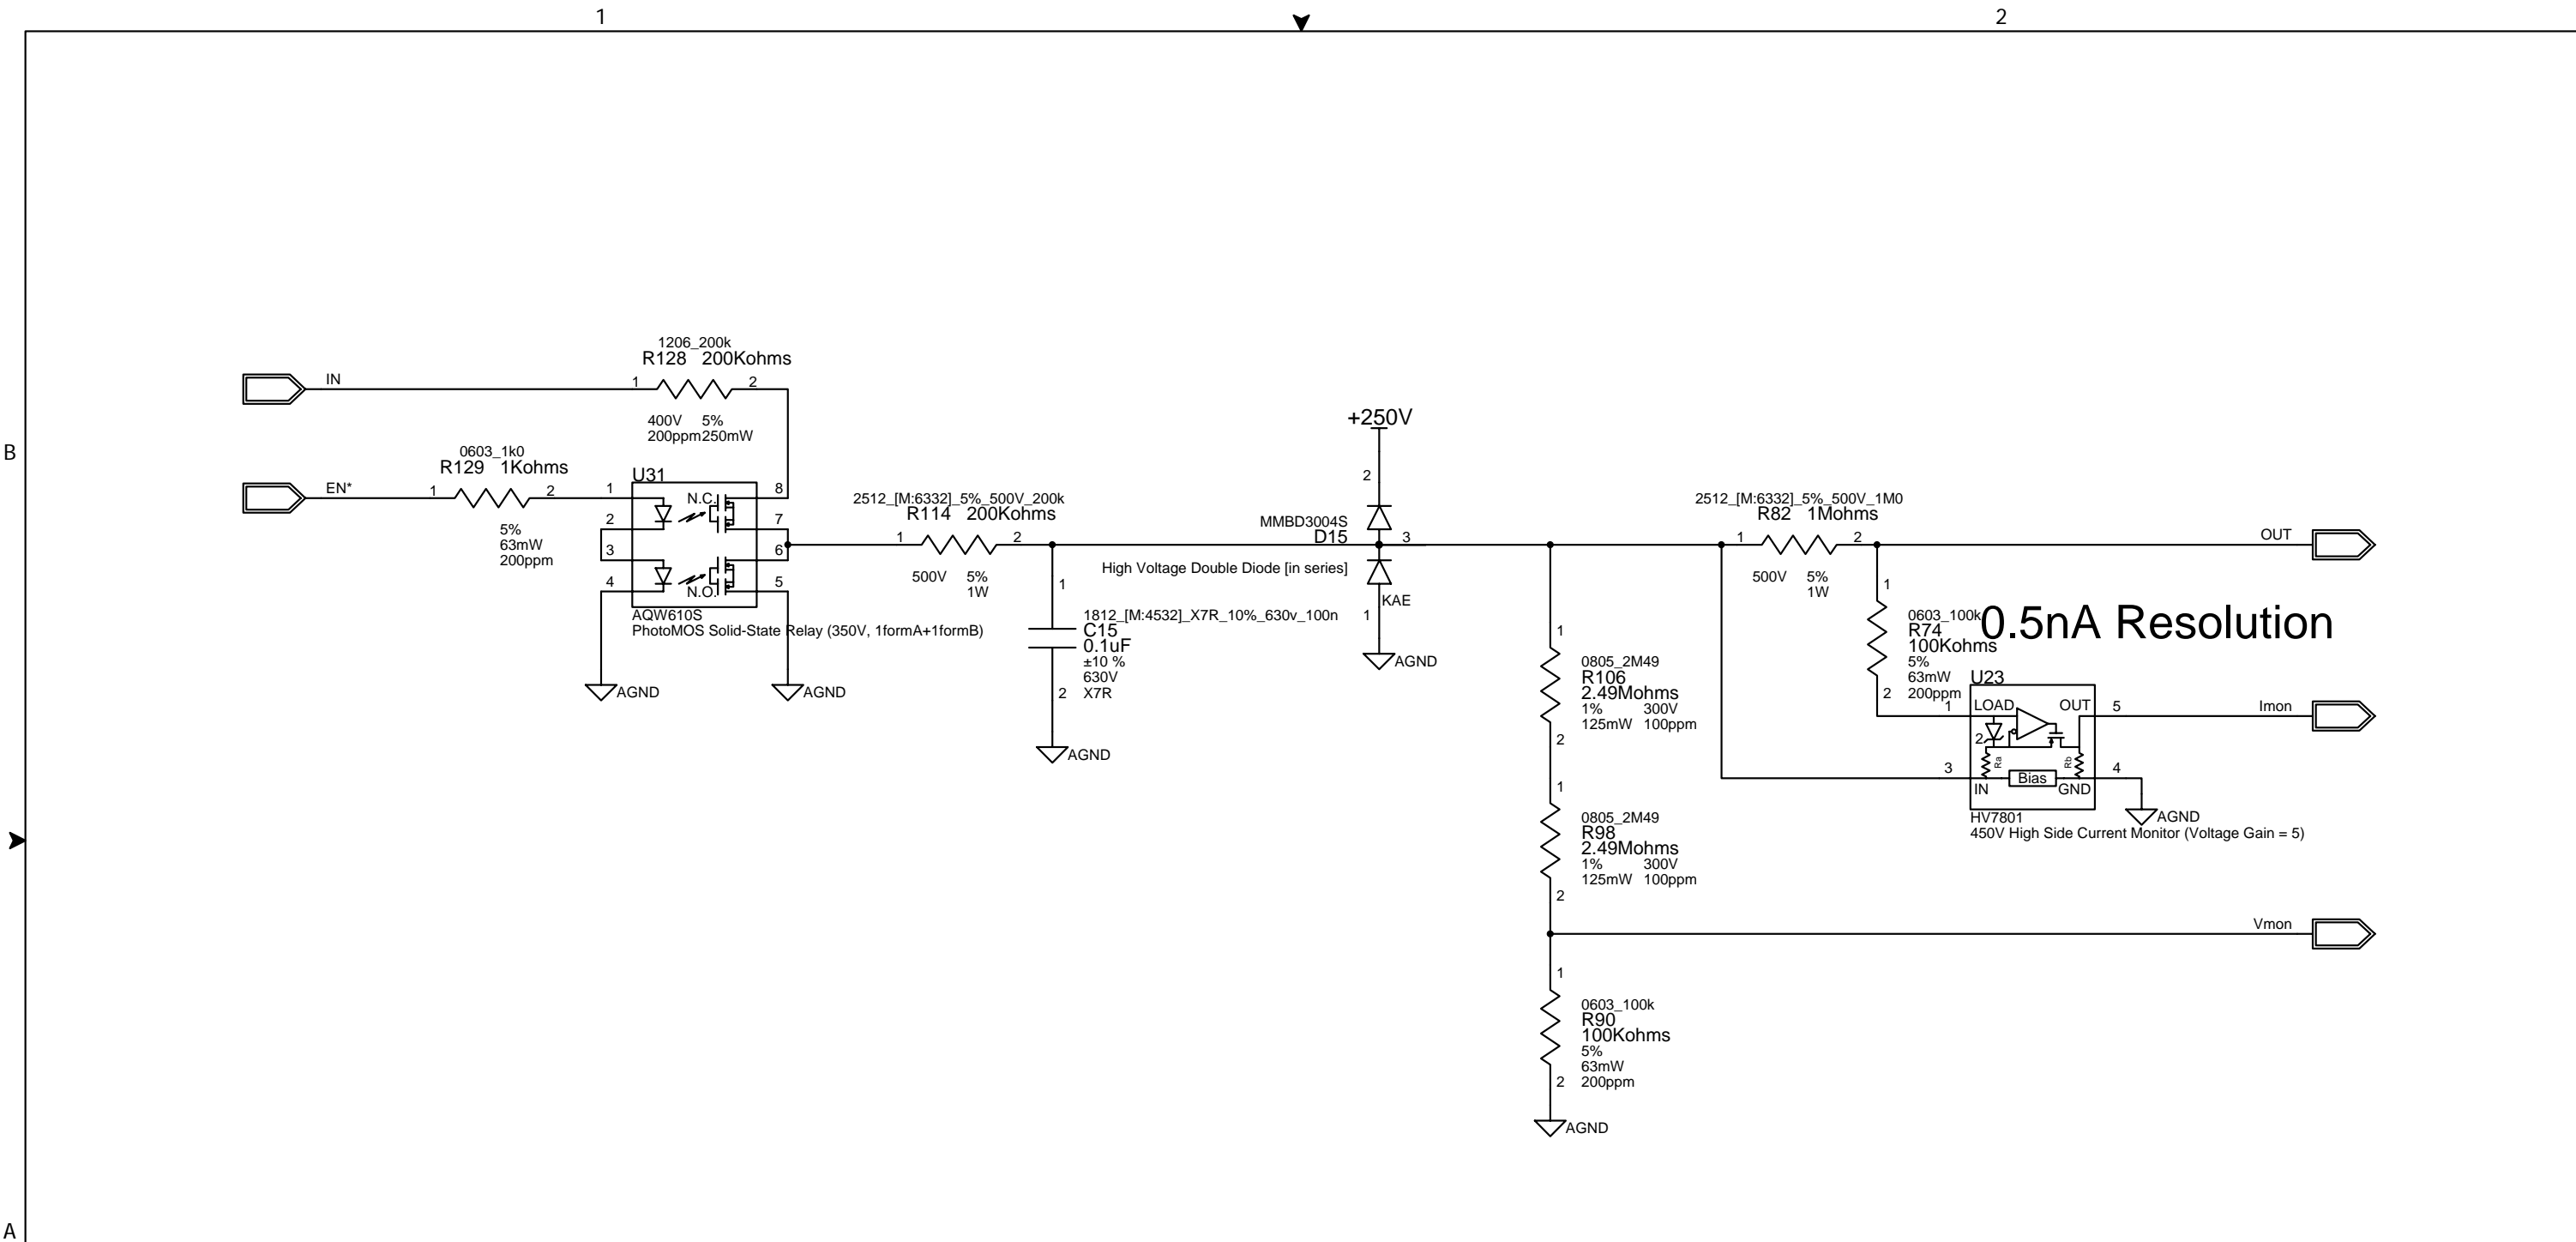 1
2
B
A
1206_200k
R128 200Kohms
IN
1
2
400V 5%
200ppm250mW
0603_1k0
R129 1Kohms
EN*
1
2
5%
63mW
200ppm
U31
1
2
3
4
N.C.
N.O.
8
7
6
5
AQW610S
PhotoMOS Solid-State Relay (350V, 1formA+1formB)
AGND
AGND
2512_[M:6332]_5%_500V_200k
R114 200Kohms
1
2
500V 5%
1W
1
1812_[M:4532]_X7R_10%_630v_100n
C15
0.1uF
±10 %
630V
2 X7R
AGND
+250V
2
MMBD3004S
D15
3
High Voltage Double Diode [in series]
KAE
1
AGND
1
0805_2M49
R106
2.49Mohms
1% 300V
125mW 100ppm
2
1
0805_2M49
R98
2.49Mohms
1% 300V
125mW 100ppm
2
1
0603_100k
R90
100Kohms
5%
63mW
2 200ppm
AGND
2512_[M:6332]_5%_500V_1M0
R82 1Mohms
1
2
500V 5%
1W
OUT
1
0603_100k
R74
100Kohms
5%
63mW
2 200ppm
0.5nA Resolution
U23
1
LOAD OUT
5
Imon
2
Ra
Rb
3
Bias
4
IN GND
AGND
HV7801
450V High Side Current Monitor (Voltage Gain = 5)
Vmon